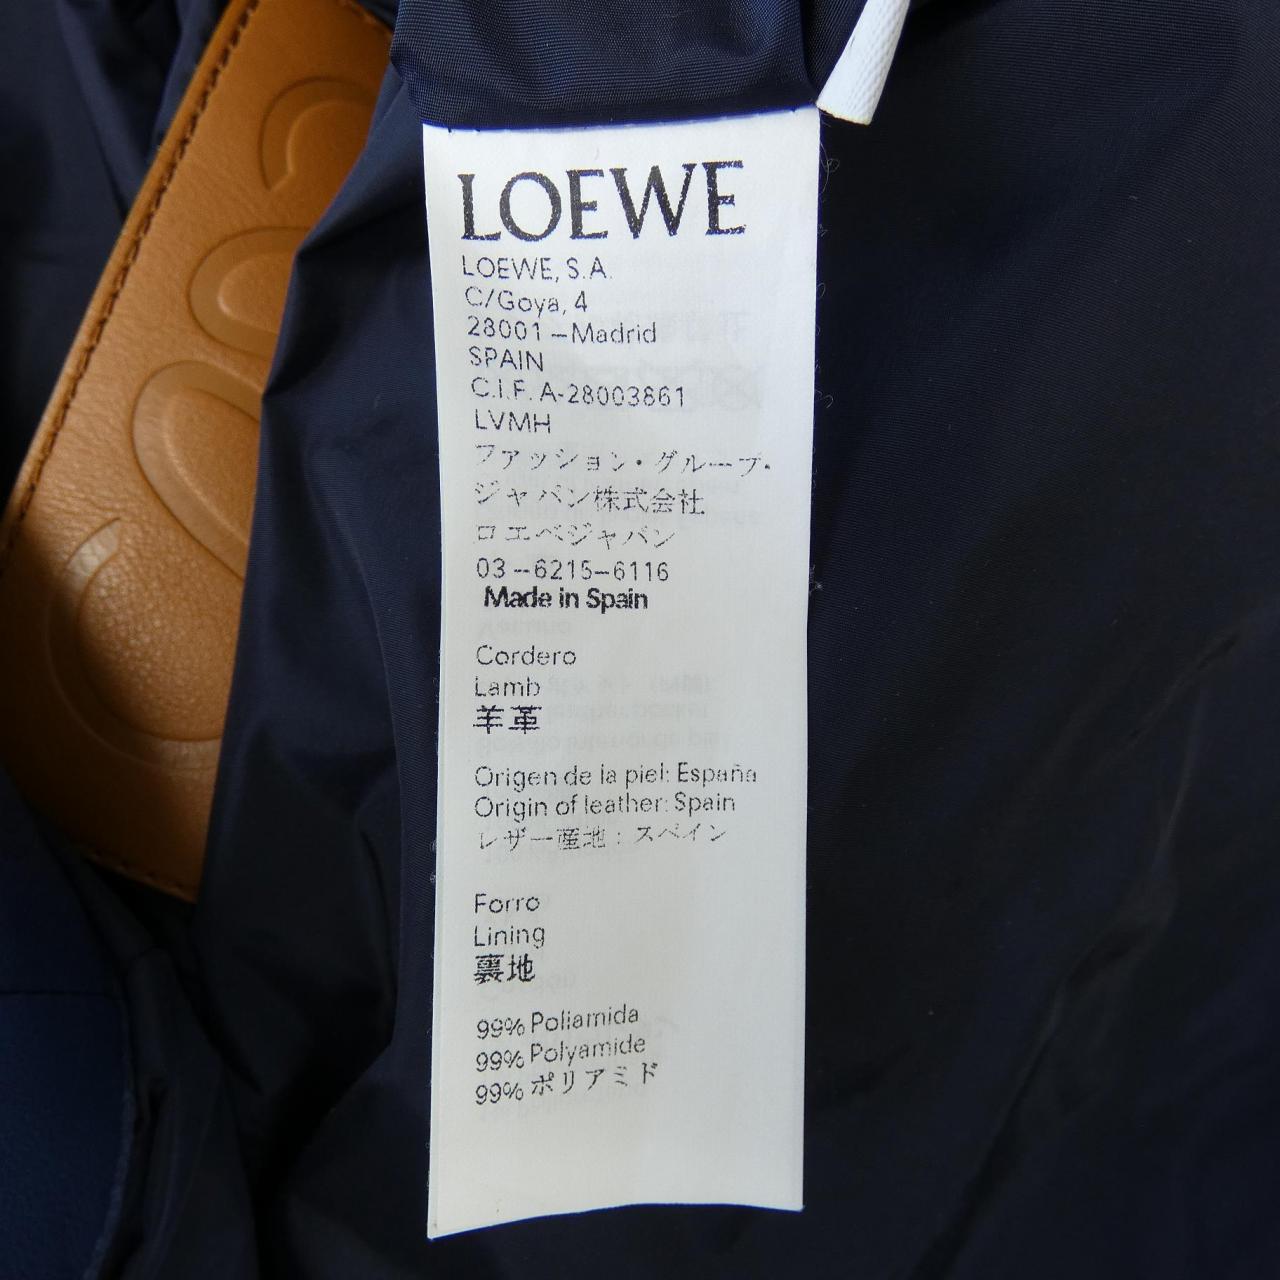 LOEWE
LOEWE, S.A.
C/Goya, 4
28001 – Madrid
SPAIN
C.I.F. A-28003861
LVMH
ファッション・グループ・
ジャパン株式会社
ロエベジャパン
03--6215-6116
Made in Spain
Cordero
Lamb
羊革
Origen de la piel: España
Origin of leather: Spain
レザー産地：スペイン
Forro
Lining
裏地
99% Poliamida
99% Polyamide
99% ポリアミド